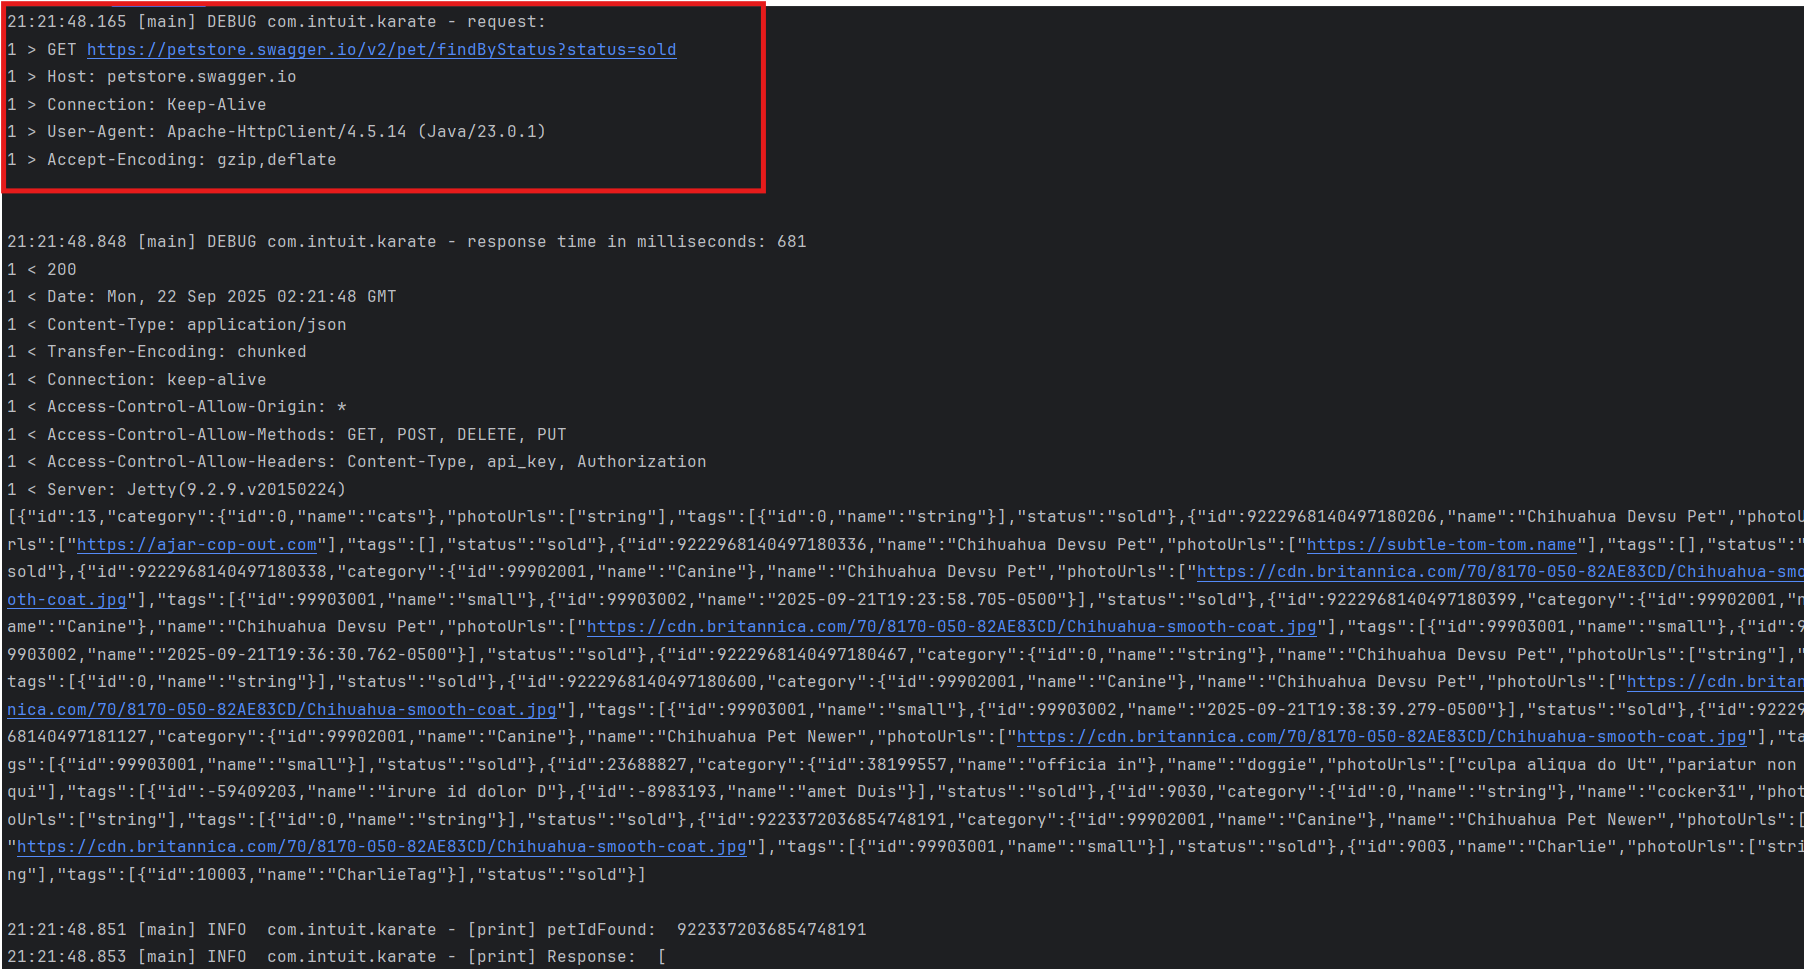 21:21:48.165 [main] DEBUG com.intuit.karate - request:
1 > GET https://petstore.swagger.io/v2/pet/findByStatus?status=sold
1 > Host: petstore.swagger.io
1 > Connection: Keep-Alive
1 > User-Agent: Apache-HttpClient/4.5.14 (Java/23.0.1)
1 > Accept-Encoding: gzip,deflate
21:21:48.848 [main] DEBUG com.intuit.karate - response time in milliseconds: 681
1 < 200
1 < Date: Mon, 22 Sep 2025 02:21:48 GMT
1 < Content-Type: application/json
1 < Transfer-Encoding: chunked
1 < Connection: keep-alive
1 < Access-Control-Allow-Origin: *
1 < Access-Control-Allow-Methods: GET, POST, DELETE, PUT
1 < Access-Control-Allow-Headers: Content-Type, api_key, Authorization
1 < Server: Jetty(9.2.9.v20150224)
[{"id":13,"category":{"id":0,"name":"cats"},"photoUrls":["string"],"tags":[{"id":0,"name":"string"}],"status":"sold"},{"id":9222968140497180206,"name":"Chihuahua Devsu Pet","photoU
rls":["https://ajar-cop-out.com"],"tags":[],"status":"sold"},{"id":9222968140497180336,"name":"Chihuahua Devsu Pet","photoUrls":["https://subtle-tom-tom.name"],"tags":[],"status":"
sold"},{"id":9222968140497180338,"category":{"id":99902001,"name":"Canine"},"name":"Chihuahua Devsu Pet","photoUrls":["https://cdn.britannica.com/70/8170-050-82AE83CD/Chihuahua-smo
oth-coat.jpg"],"tags":[{"id":99903001,"name":"small"},{"id":99903002,"name":"2025-09-21T19:23:58.705-0500"}],"status":"sold"},{"id":9222968140497180399,"category":{"id":99902001,"n
ame":"Canine"},"name":"Chihuahua Devsu Pet","photoUrls":["https://cdn.britannica.com/70/8170-050-82AE83CD/Chihuahua-smooth-coat.jpg"],"tags":[{"id":99903001,"name":"small"},{"id":9
9903002,"name":"2025-09-21T19:36:30.762-0500"}],"status":"sold"},{"id":9222968140497180467,"category":{"id":0,"name":"string"},"name":"Chihuahua Devsu Pet","photoUrls":["string"],"
tags":[{"id":0,"name":"string"}],"status":"sold"},{"id":9222968140497180600,"category":{"id":99902001,"name":"Canine"},"name":"Chihuahua Devsu Pet","photoUrls":["https://cdn.britan
nica.com/70/8170-050-82AE83CD/Chihuahua-smooth-coat.jpg"],"tags":[{"id":99903001,"name":"small"},{"id":99903002,"name":"2025-09-21T19:38:39.279-0500"}],"status":"sold"},{"id":92229
68140497181127,"category":{"id":99902001,"name":"Canine"},"name":"Chihuahua Pet Newer","photoUrls":["https://cdn.britannica.com/70/8170-050-82AE83CD/Chihuahua-smooth-coat.jpg"],"ta
gs":[{"id":99903001,"name":"small"}],"status":"sold"},{"id":23688827,"category":{"id":38199557,"name":"officia in"},"name":"doggie","photoUrls":["culpa aliqua do Ut","pariatur non
qui"],"tags":[{"id":-59409203,"name":"irure id dolor D"},{"id":-8983193,"name":"amet Duis"}],"status":"sold"},{"id":9030,"category":{"id":0,"name":"string"},"name":"cocker31","phot
oUrls":["string"],"tags":[{"id":0,"name":"string"}],"status":"sold"},{"id":9223372036854748191,"category":{"id":99902001,"name":"Canine"},"name":"Chihuahua Pet Newer","photoUrls":[
"https://cdn.britannica.com/70/8170-050-82AE83CD/Chihuahua-smooth-coat.jpg"],"tags":[{"id":99903001,"name":"small"}],"status":"sold"},{"id":9003,"name":"Charlie","photoUrls":["stri
ng"],"tags":[{"id":10003,"name":"CharlieTag"}],"status":"sold"}]
21:21:48.851 [main] INFO  com.intuit.karate - [print] petIdFound:  9223372036854748191
21:21:48.853 [main] INFO  com.intuit.karate - [print] Response:  [